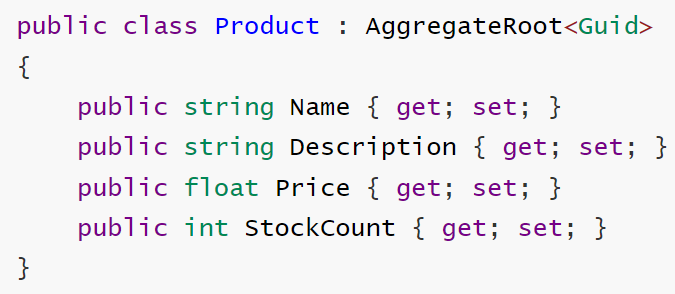 public class Product : AggregateRoot<Guid>
{
    public string Name { get; set; }
    public string Description { get; set; }
    public float Price { get; set; }
    public int StockCount { get; set; }
}